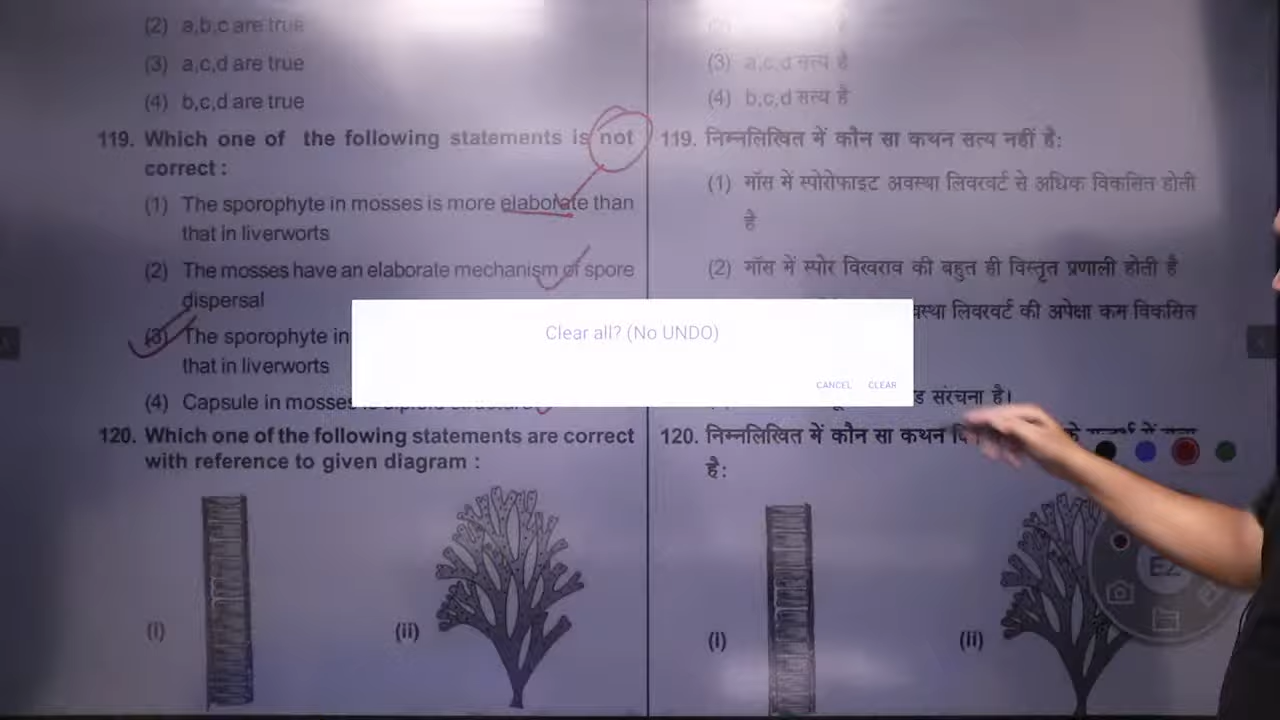 (2) a,b,c are true
(3) a,c,d are true
(4) b,c,d are true
119. Which one of the following statements is not
correct :
(1) The sporophyte in mosses is more elaborate than
that in liverworts
(2) The mosses have an elaborate mechanism of spore
dispersal
(3) The sporophyte in
that in liverworts
(4) Capsule in mosses
120. Which one of the following statements are correct
with reference to given diagram :
(i)
(ii)
(3) a,c,d सत्य है
(4) b,c,d सत्य है
119. निम्नलिखित में कौन सा कथन सत्य नहीं है:
(1) मॉस में स्पोरोफाइट अवस्था लिवरवर्ट से अधिक विकसित होती
है
(2) मॉस में स्पोर विखराव की बहुत ही विस्तृत प्रणाली होती है
लिवरवर्ट की अपेक्षा कम विकसित
संरचना है।
120. निम्नलिखित में कौन सा कथन
है:
(i)
(ii)
Clear all? (No UNDO)
CANCEL CLEAR